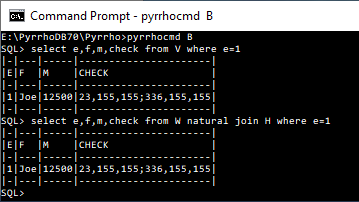 Command Prompt - pyrrhocmd B
E:\PyrrhoDB70\Pyrrho>pyrrhocmd B
SQL> select e,f,m,check from V where e=1
|-|---|-----|----------------------|
|E|F  |M    |CHECK                 |
|-|---|-----|----------------------|
|1|Joe|12500|23,155,155;336,155,155|
|-|---|-----|----------------------|
SQL> select e,f,m,check from W natural join H where e=1
|-|---|-----|----------------------|
|E|F  |M    |CHECK                 |
|-|---|-----|----------------------|
|1|Joe|12500|23,155,155;336,155,155|
|-|---|-----|----------------------|
SQL>